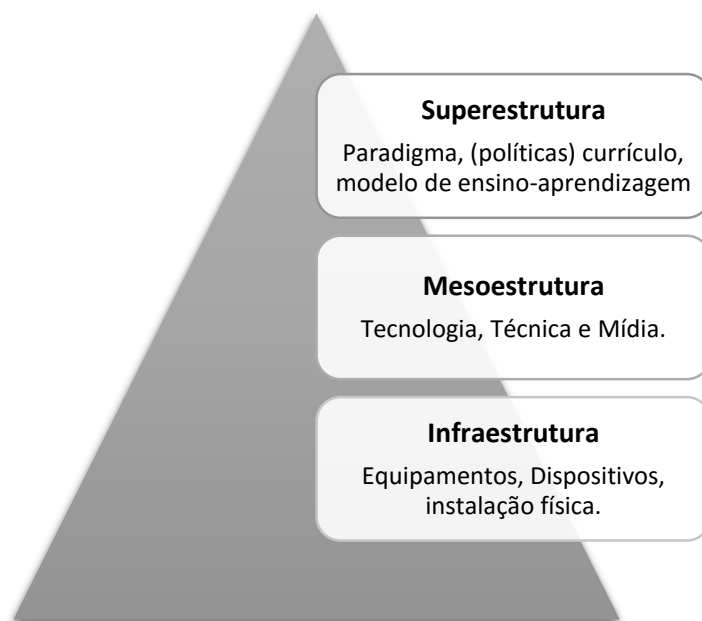 Superestrutura
Paradigma, (políticas) currículo,
modelo de ensino-aprendizagem
Mesoestrutura
Tecnologia, Técnica e Mídia.
Infraestrutura
Equipamentos, Dispositivos,
instalação física.